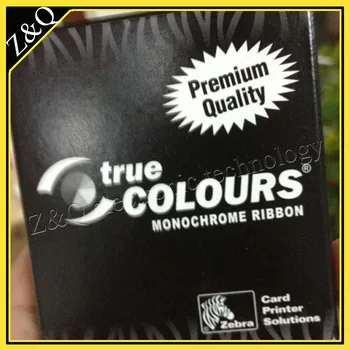 Z&Q
Premium
Quality
true
COLOURS®
MONOCHROME RIBBON
Zebra
Card
Printer
Solutions
Z&Q